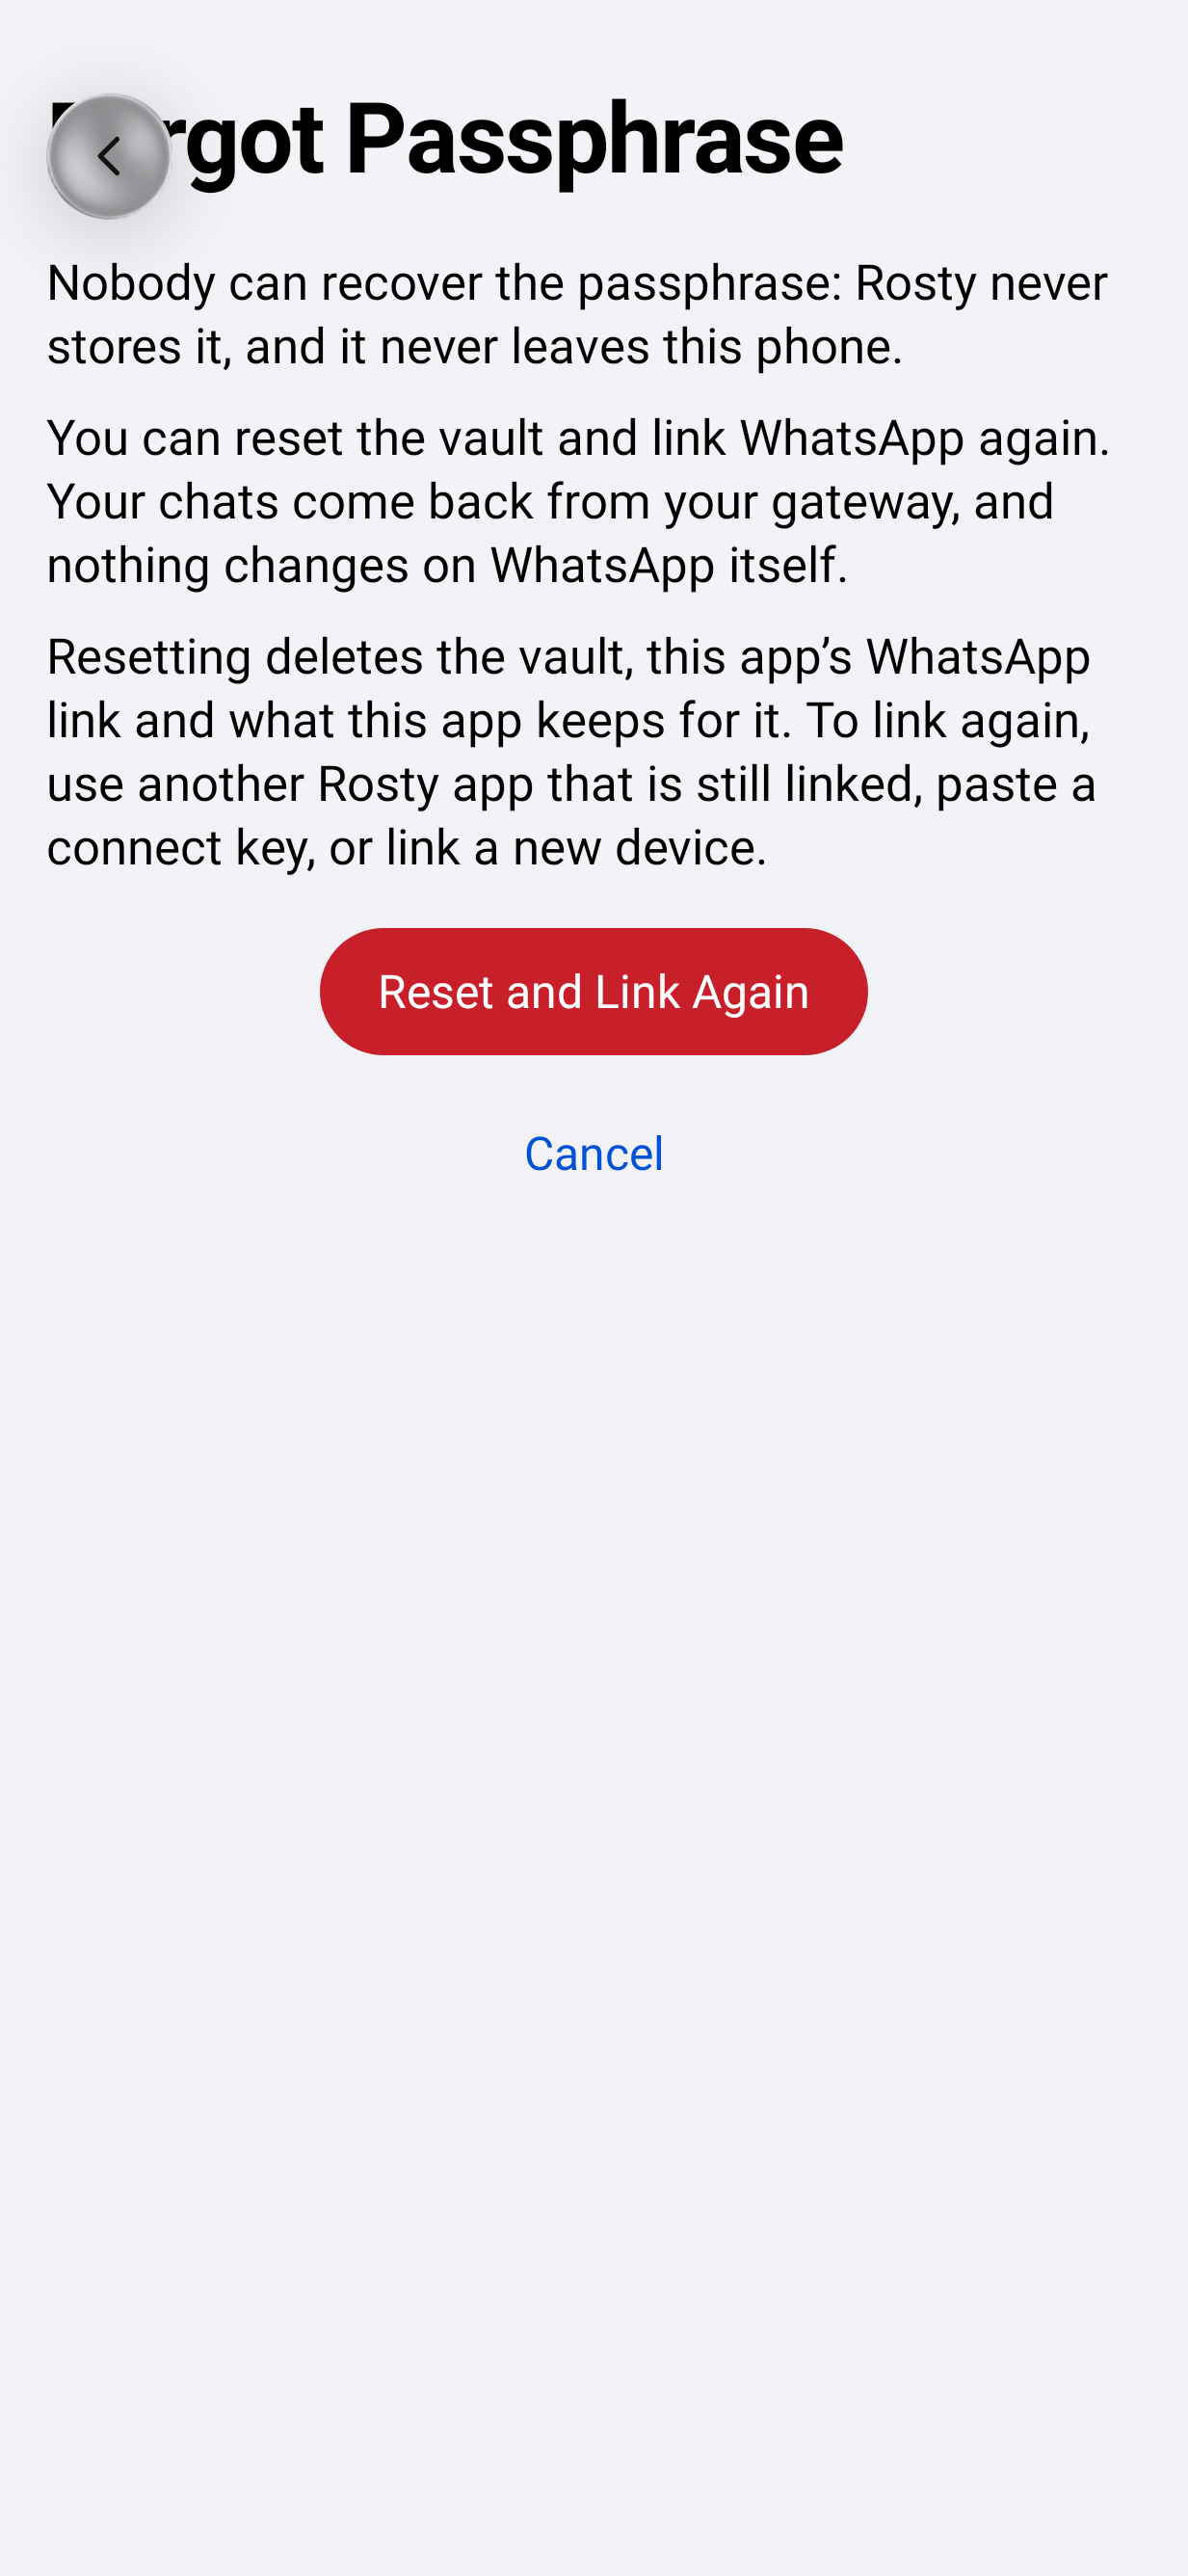 Forgot Passphrase
Nobody can recover the passphrase: Rosty never
stores it, and it never leaves this phone.
You can reset the vault and link WhatsApp again.
Your chats come back from your gateway, and
nothing changes on WhatsApp itself.
Resetting deletes the vault, this app’s WhatsApp
link and what this app keeps for it. To link again,
use another Rosty app that is still linked, paste a
connect key, or link a new device.
Reset and Link Again
Cancel